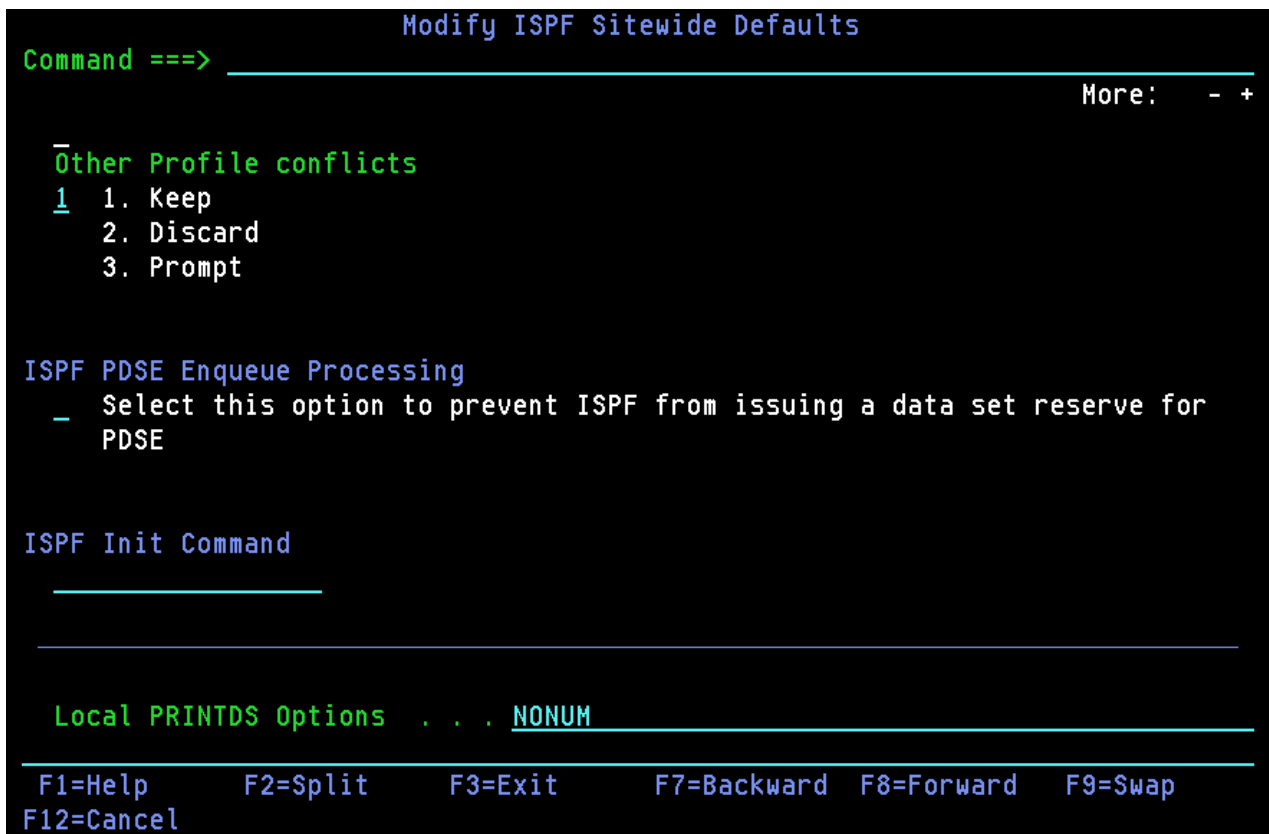 Modify ISPF Sitewide Defaults
Command ===>
More: - +
Other Profile conflicts
1 1. Keep
2. Discard
3. Prompt
ISPF PDSE Enqueue Processing
_ Select this option to prevent ISPF from issuing a data set reserve for
PDSE
ISPF Init Command
Local PRINTDS Options . . . NONUM
F1=Help F2=Split F3=Exit F7=Backward F8=Forward F9=Swap
F12=Cancel